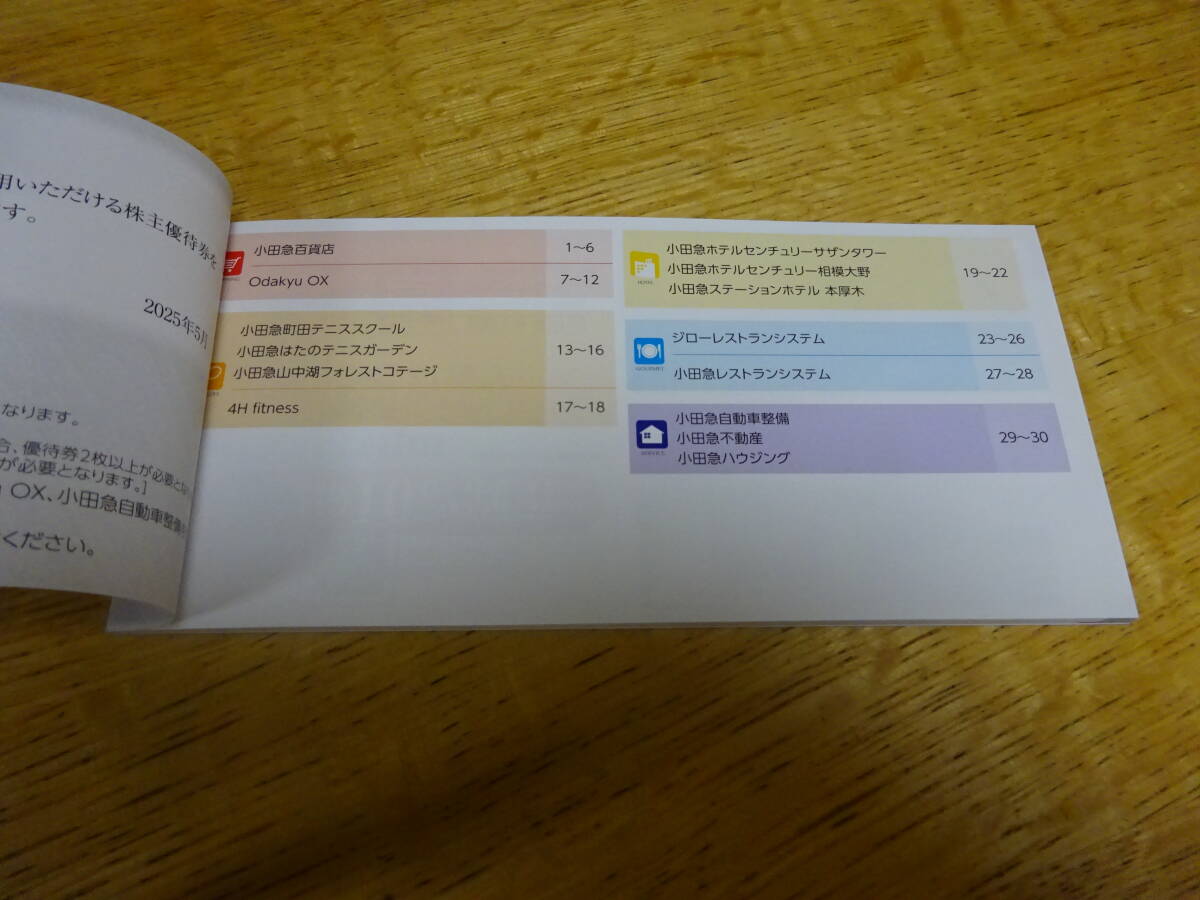 用いただける株主優待券を
す。
2025年5月
なります。
合、優待券2枚以上が必要とな
が必要となります。]
OX、小田急自動車整備
ください。
小田急百貨店 1～6
Odakyu OX 7～12
小田急町田テニススクール
小田急はたのテニスガーデン 13～16
小田急山中湖フォレストコテージ
4H fitness 17～18
HOTEL
小田急ホテルセンチュリーサザンタワー
小田急ホテルセンチュリー相模大野 19～22
小田急ステーションホテル 本厚木
GOURMET
ジローレストランシステム 23～26
小田急レストランシステム 27～28
SERVICE
小田急自動車整備
小田急不動産 29～30
小田急ハウジング